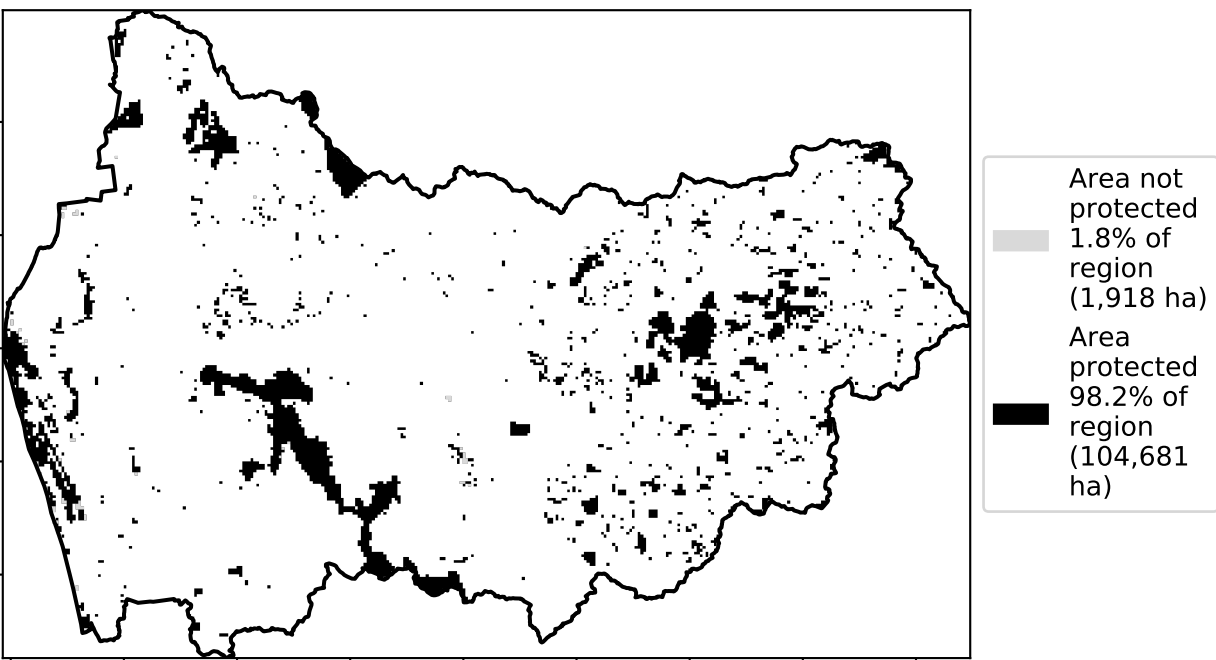 Area not
protected
1.8% of
region
(1,918 ha)
Area
protected
98.2% of
region
(104,681
ha)